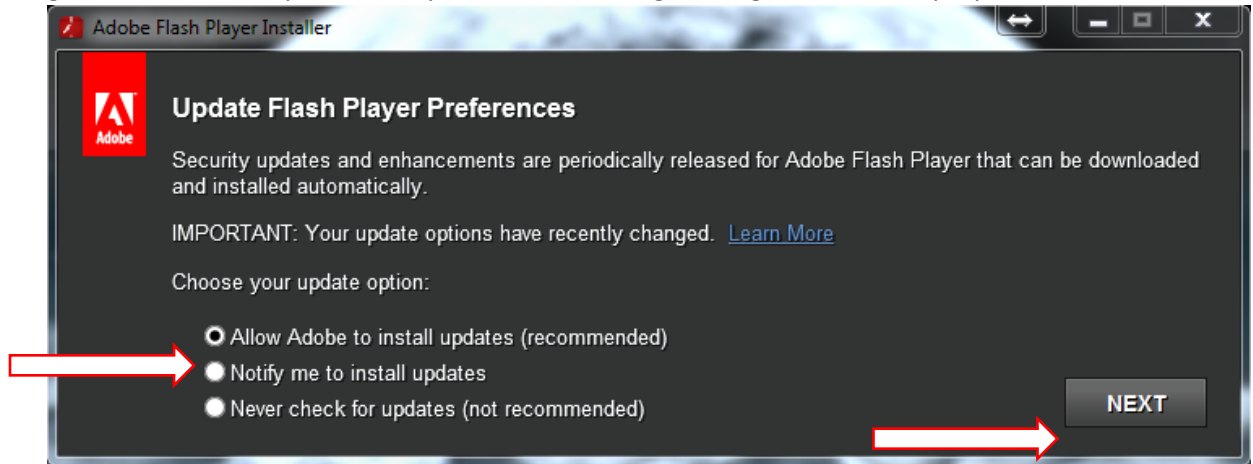 Adobe Flash Player Installer
Adobe
Update Flash Player Preferences
Security updates and enhancements are periodically released for Adobe Flash Player that can be downloaded
and installed automatically.
IMPORTANT: Your update options have recently changed. Learn More
Choose your update option:
Allow Adobe to install updates (recommended)
Notify me to install updates
Never check for updates (not recommended)
NEXT